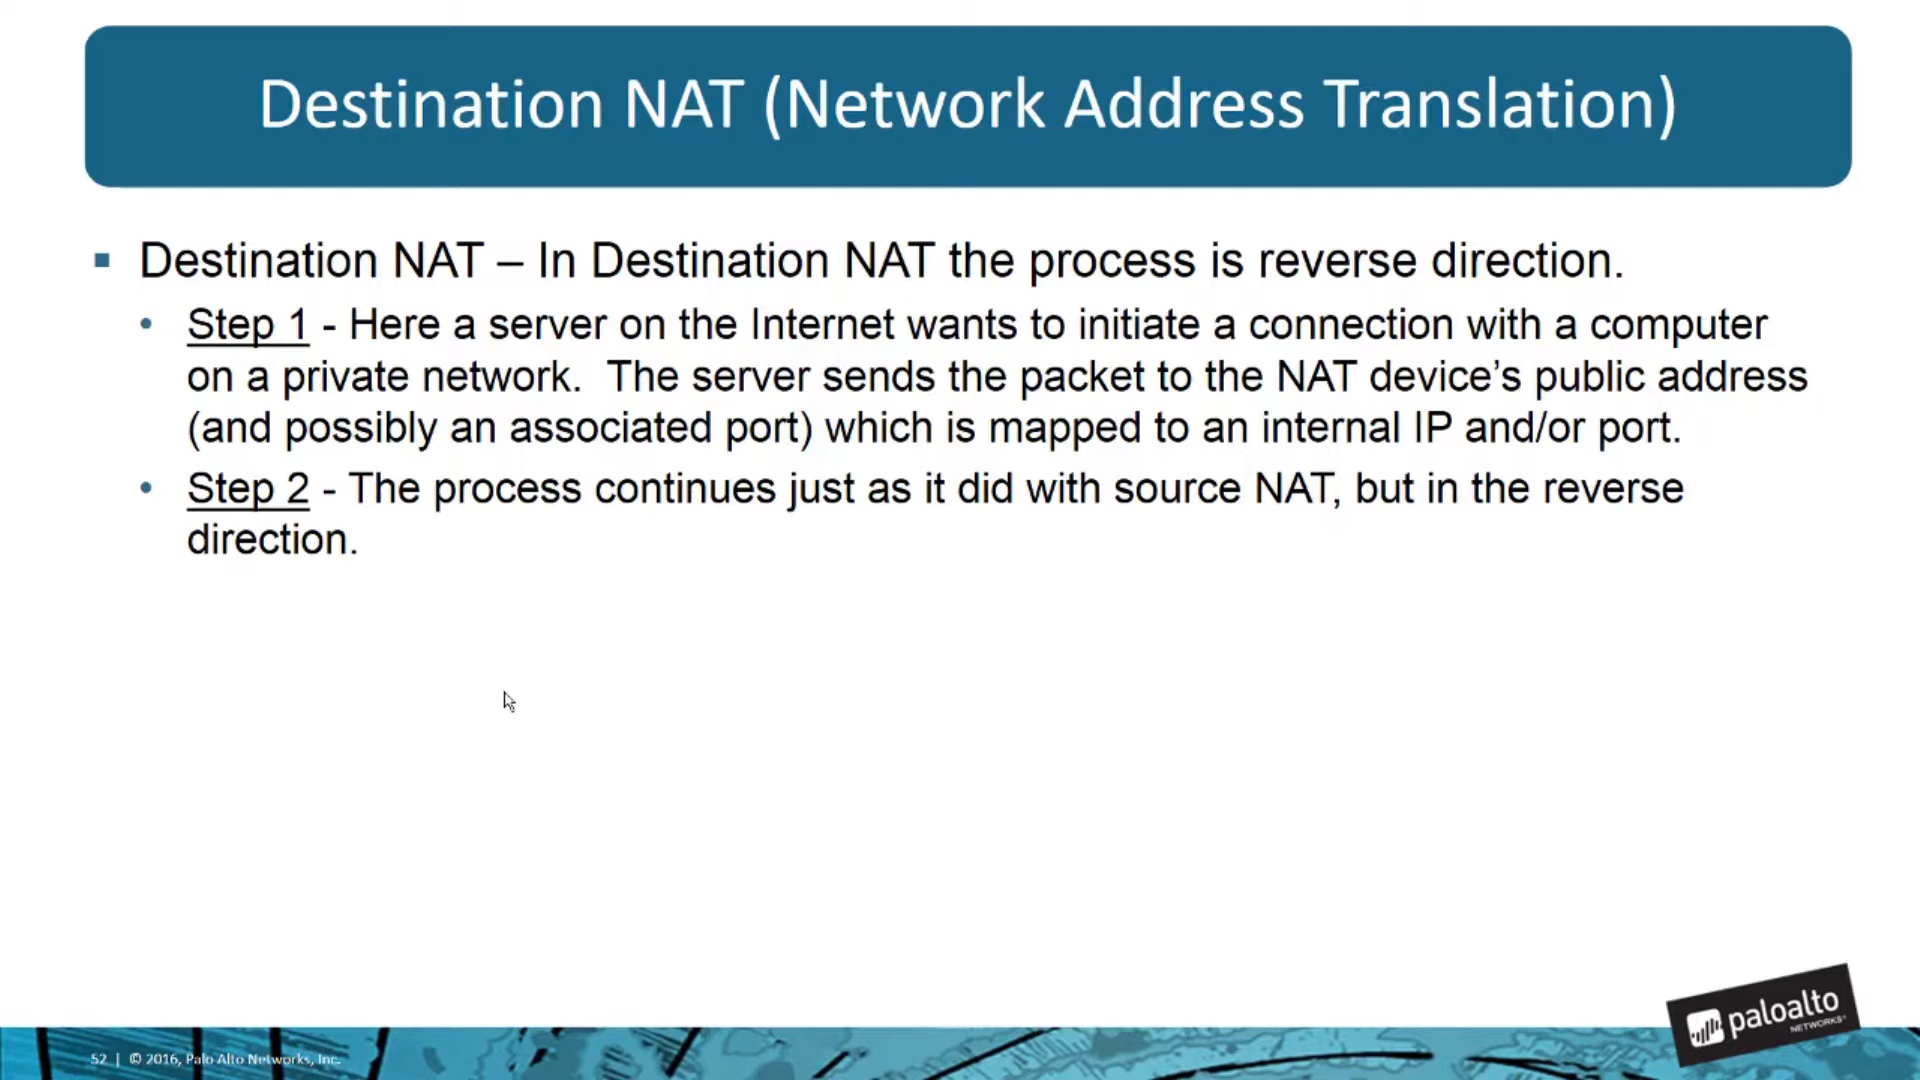 Destination NAT (Network Address Translation)
Destination NAT – In Destination NAT the process is reverse direction.
Step 1 - Here a server on the Internet wants to initiate a connection with a computer
on a private network.  The server sends the packet to the NAT device’s public address
(and possibly an associated port) which is mapped to an internal IP and/or port.
Step 2 - The process continues just as it did with source NAT, but in the reverse
direction.
paloalto
NETWORKS
52 | © 2016, Palo Alto Networks, Inc.